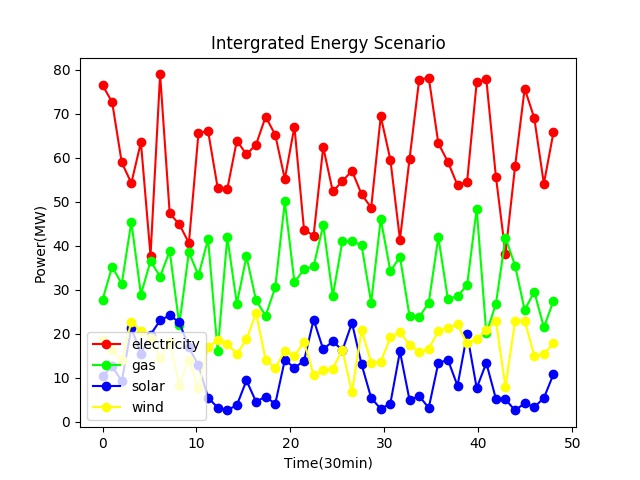 Intergrated Energy Scenario
Power(MW)
80
70
60
50
40
30
20
10
0
electricity
gas
solar
wind
0 10 20 30 40 50
Time(30min)